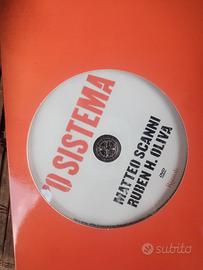 'O SISTEMA
MATTEO SCANNI
RUBEN H. OLIVA
DVD
subito